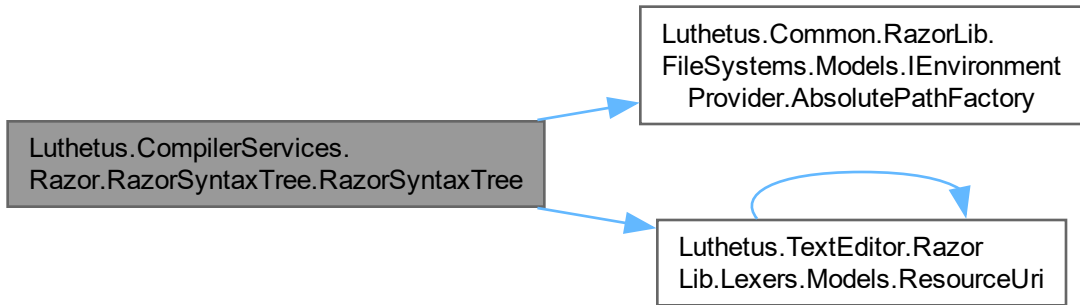 Luthetus.Common.RazorLib.
FileSystems.Models.IEnvironment
Provider.AbsolutePathFactory
Luthetus.CompilerServices.
Razor.RazorSyntaxTree.RazorSyntaxTree
Luthetus.TextEditor.Razor
Lib.Lexers.Models.ResourceUri